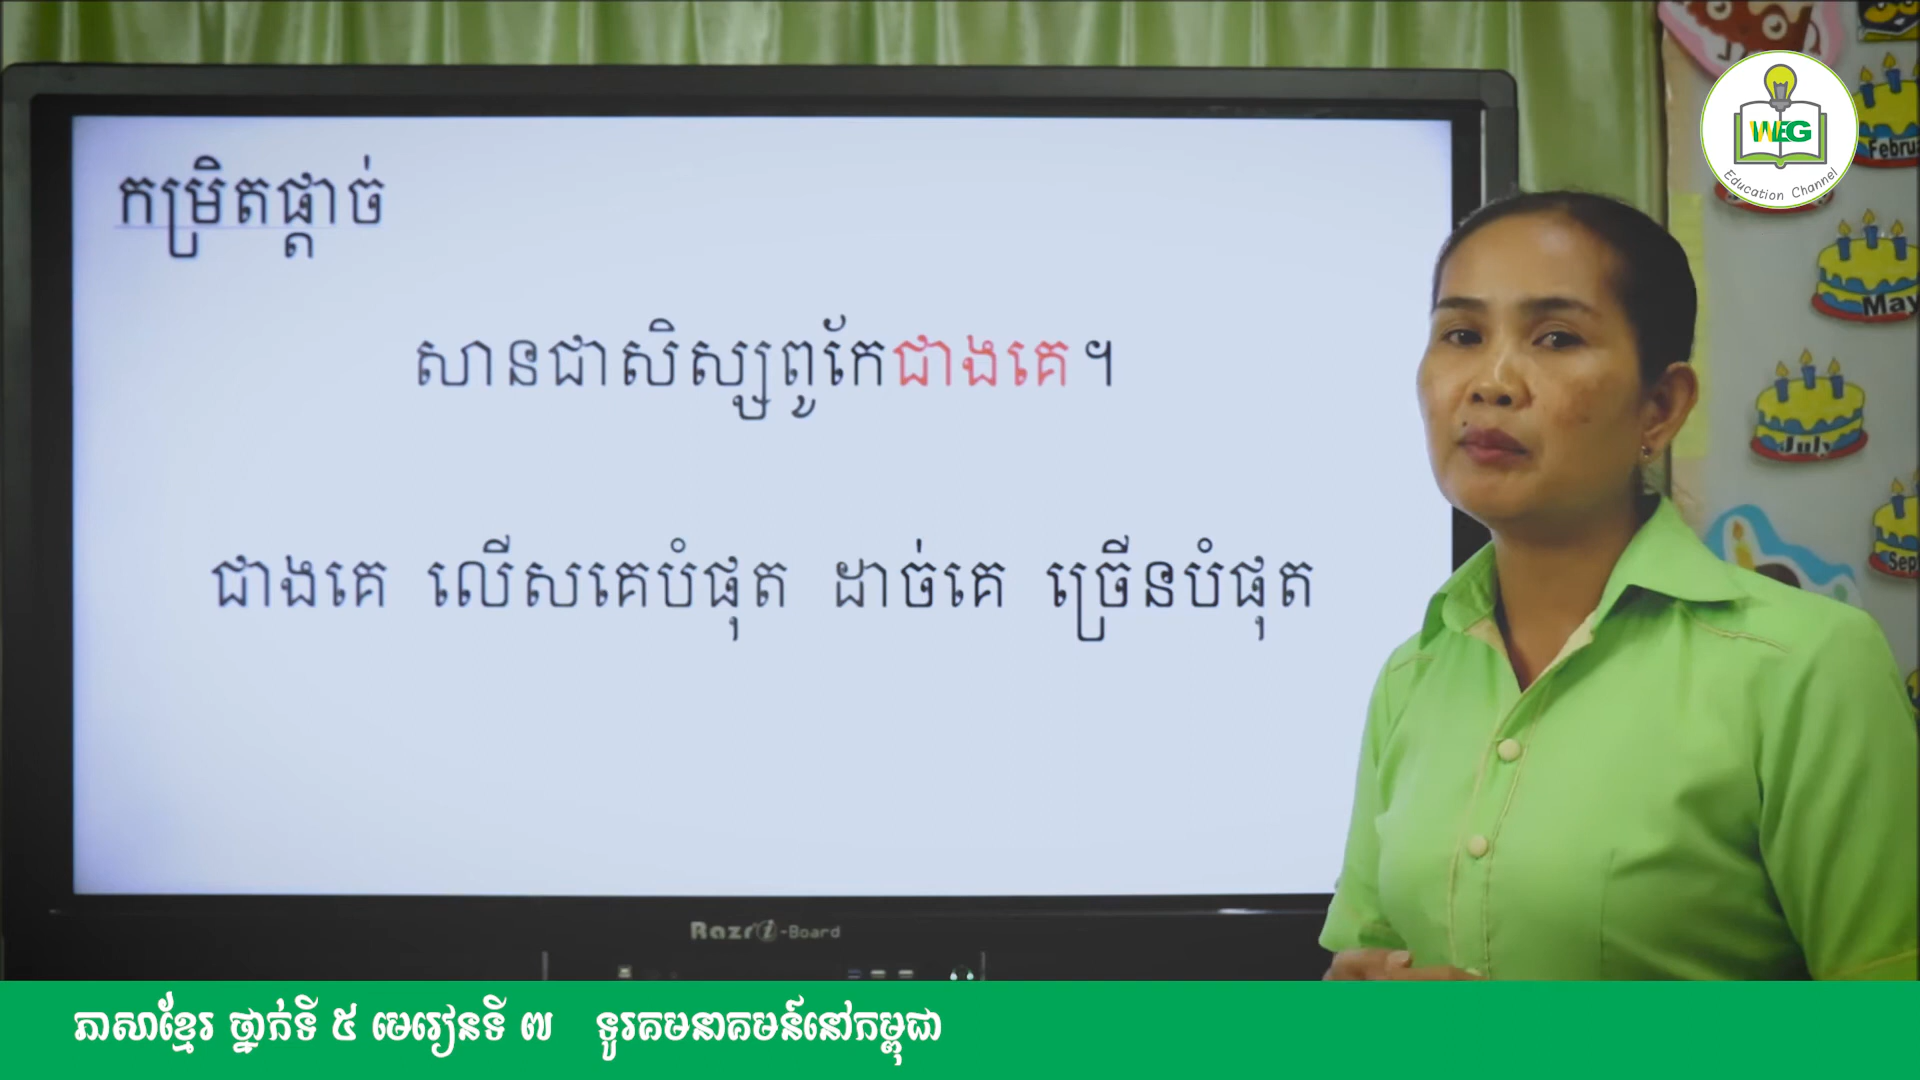 កម្រិតផ្ដាច់
សានជាសិស្សពូកែជាងគេ។
ជាងគេ លើសគេបំផុត ដាច់គេ ច្រើនបំផុត
WEG
Education Channel
May
July
Razr i-Board
ភាសាខ្មែរ ថ្នាក់ទី ៥ មេរៀនទី ៧ ទូរគមនាគមន៍នៅកម្ពុជា